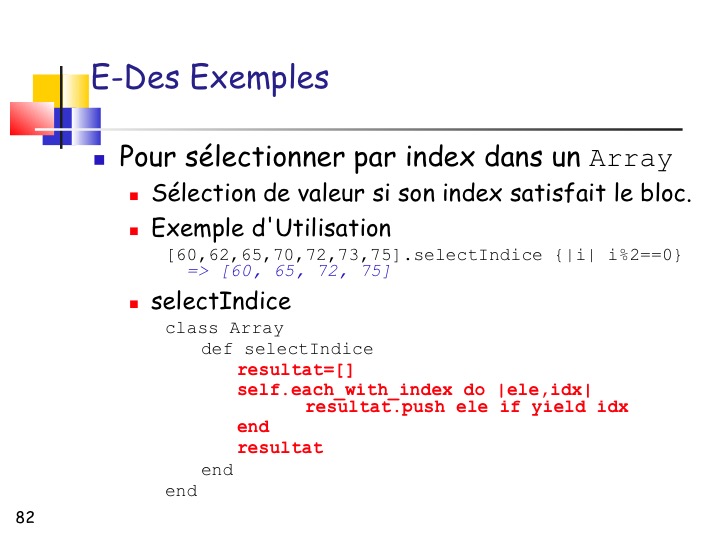 E-Des Exemples
Pour sélectionner par index dans un Array
Sélection de valeur si son index satisfait le bloc.
Exemple d'Utilisation
[60,62,65,70,72,73,75].selectIndice {|i| i%2==0}
=> [60, 65, 72, 75]
selectIndice
class Array
def selectIndice
resultat=[]
self.each_with_index do |ele,idx|
resultat.push ele if yield idx
end
resultat
end
end
82